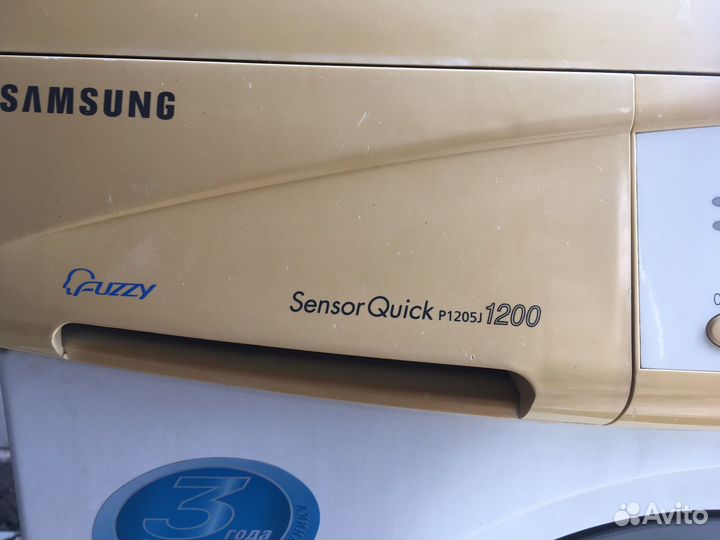 SAMSUNG
FUZZY
Sensor Quick P1205J 1200
3
года
Avito